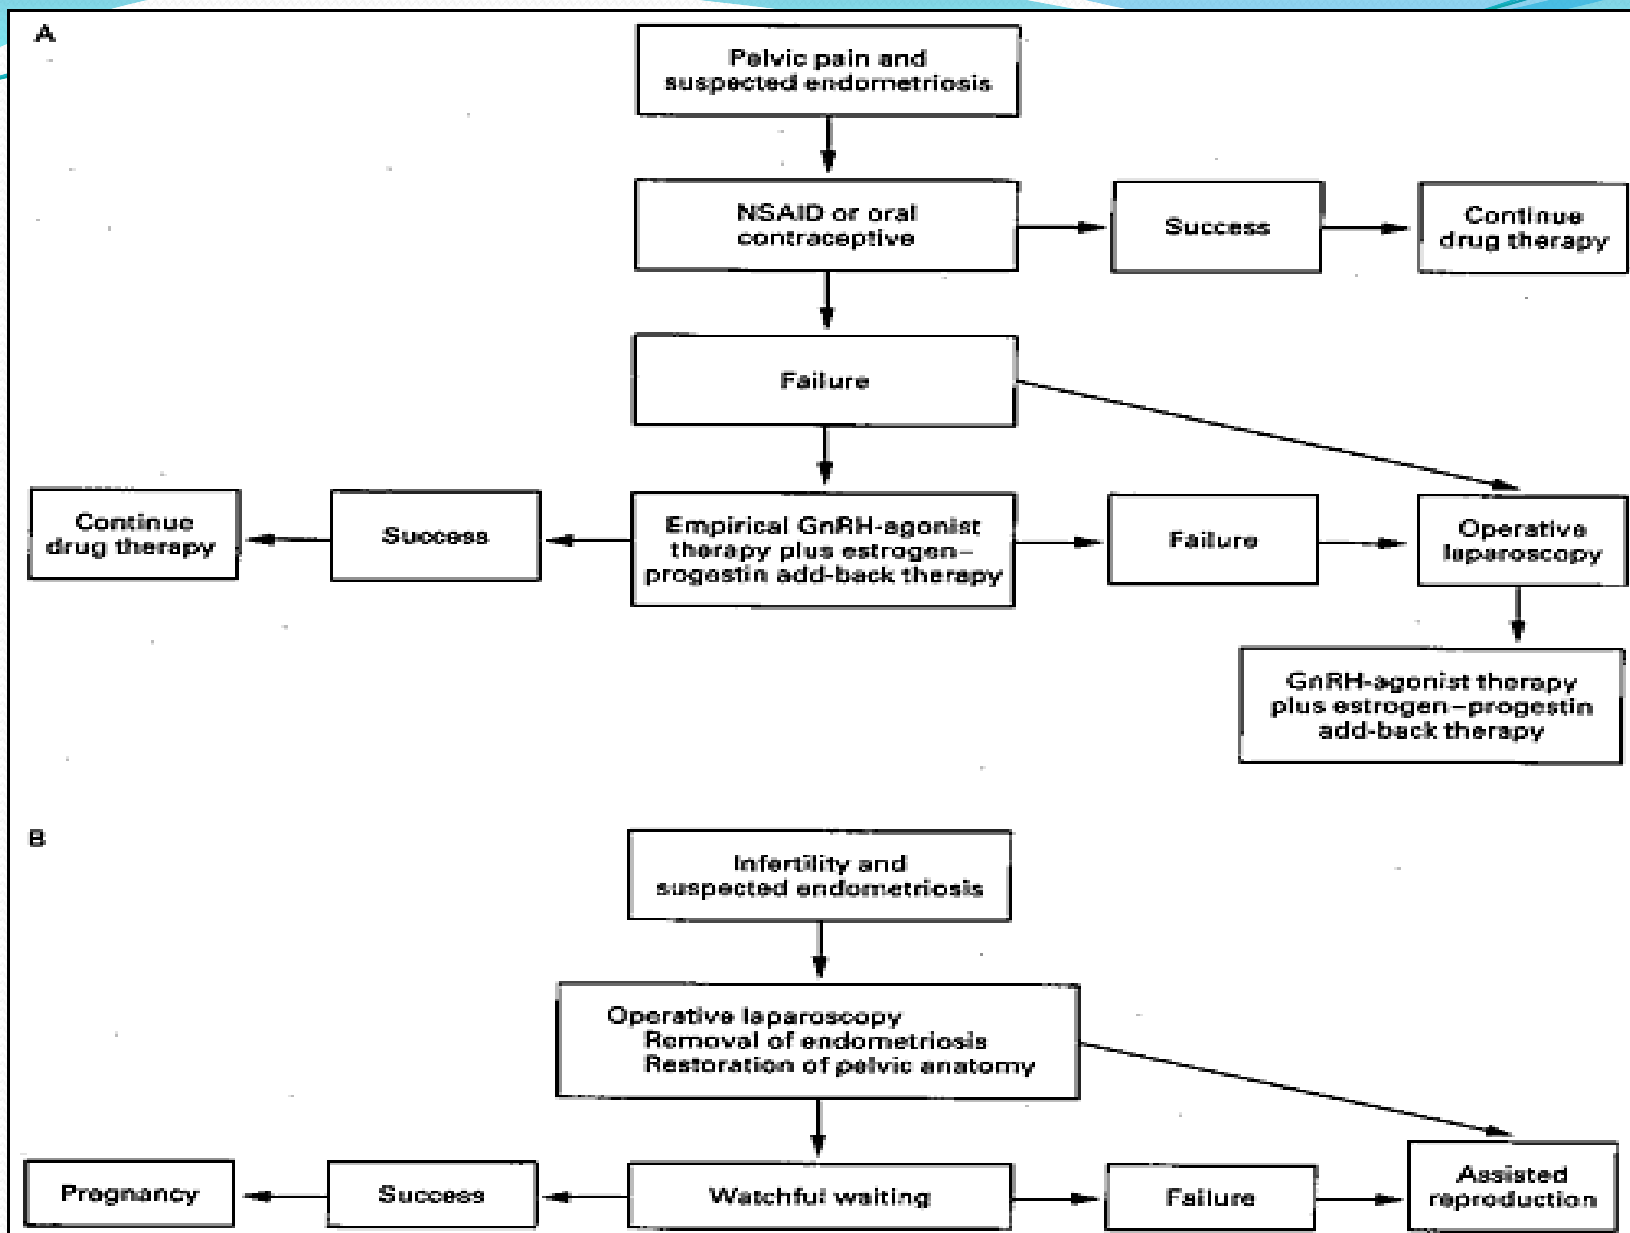 A
Pelvic pain and
suspected endometriosis
NSAID or oral
contraceptive
Success
Continue
drug therapy
Failure
Continue
drug therapy
Success
Empirical GnRH-agonist
therapy plus estrogen–
progestin add-back therapy
Failure
Operative
laparoscopy
GnRH-agonist therapy
plus estrogen–progestin
add-back therapy
B
Infertility and
suspected endometriosis
Operative laparoscopy
Removal of endometriosis
Restoration of pelvic anatomy
Pregnancy
Success
Watchful waiting
Failure
Assisted
reproduction